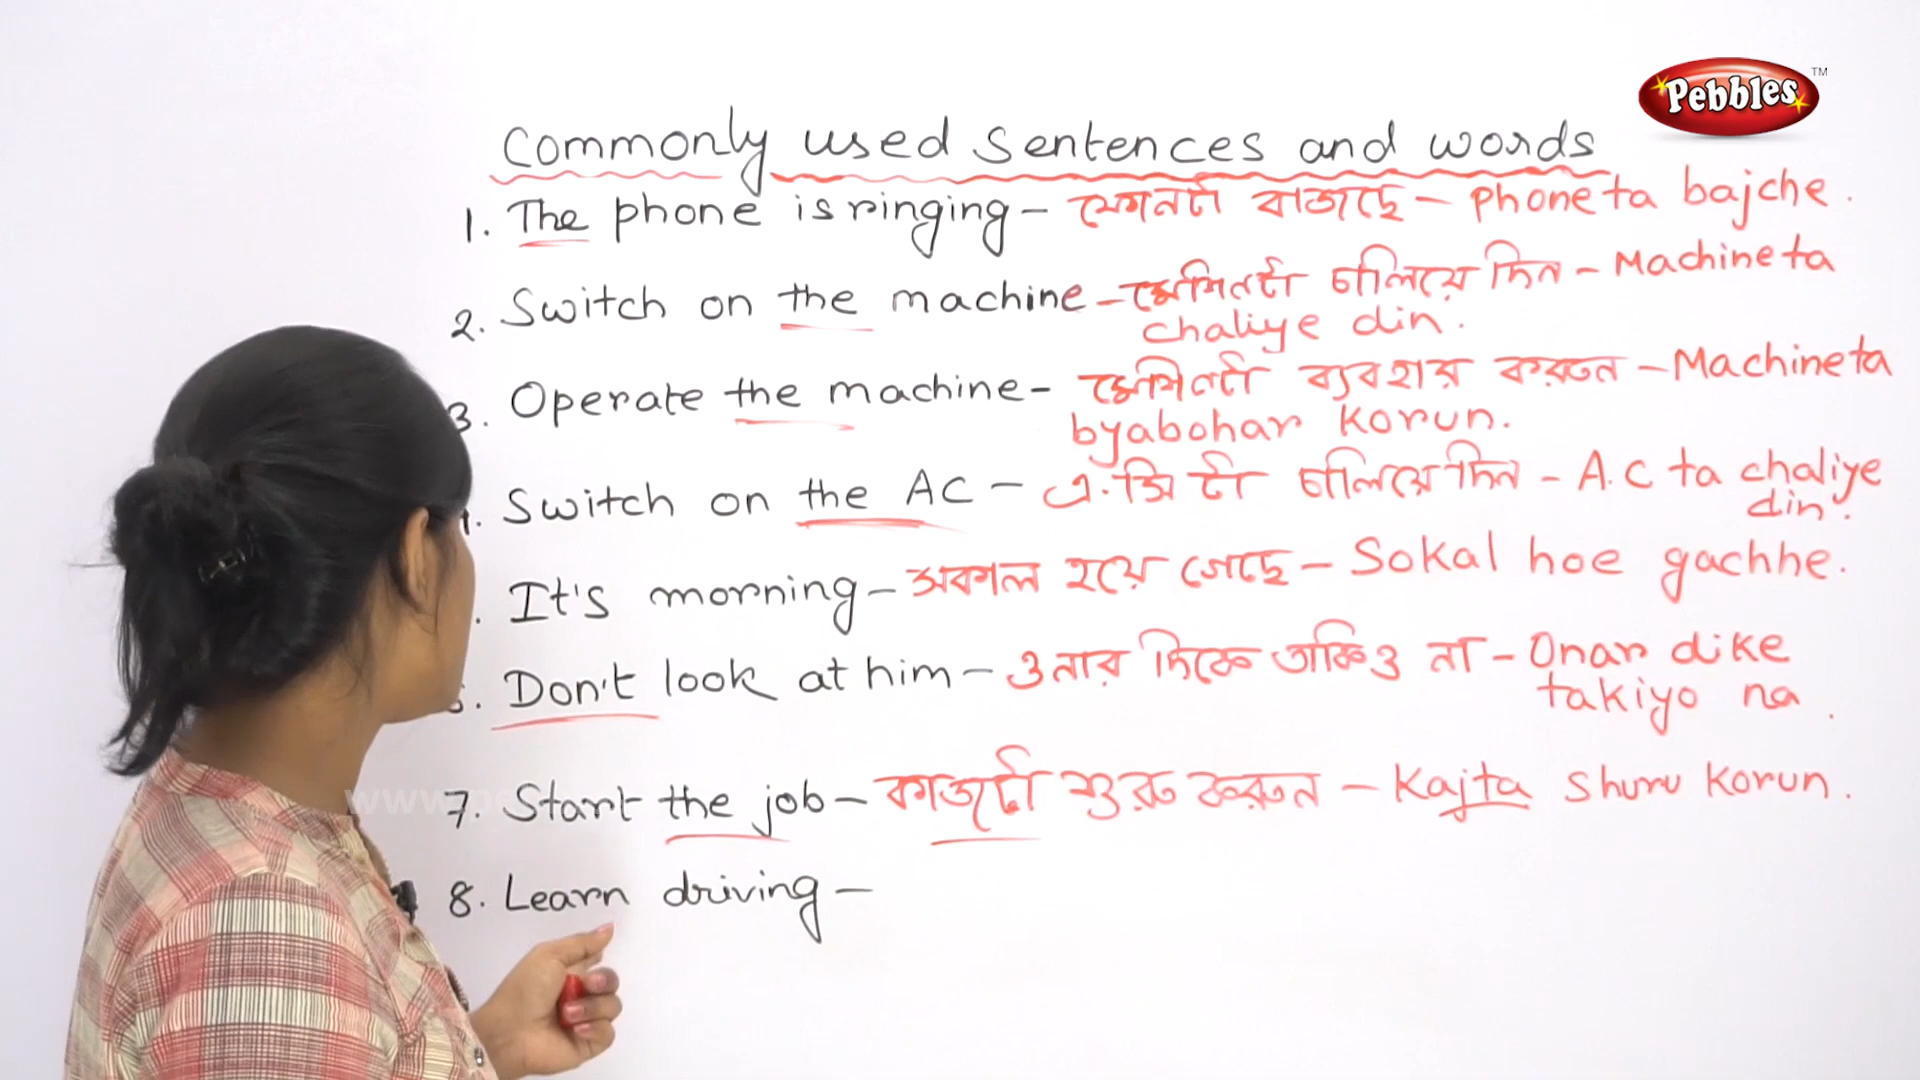 Pebbles TM
Commonly used sentences and words
1. The phone is ringing – ফোনটা বাজছে – Phone ta bajche.
2. Switch on the machine – মেশিনটা চালিয়ে দিন – Machine ta
chaliye din.
3. Operate the machine – মেশিনটা ব্যবহার করুন – Machine ta
byabohar korun.
Switch on the AC – এ.সি টা চালিয়ে দিন – A.C ta chaliye
din.
It's morning – সকাল হয়ে গেছে – Sokal hoe gachhe.
Don't look at him – ওনার দিকে তাকিও না – Onar dike
takiyo na.
7. Start the job – কাজটা শুরু করুন – Kajta shuru korun.
8. Learn driving –